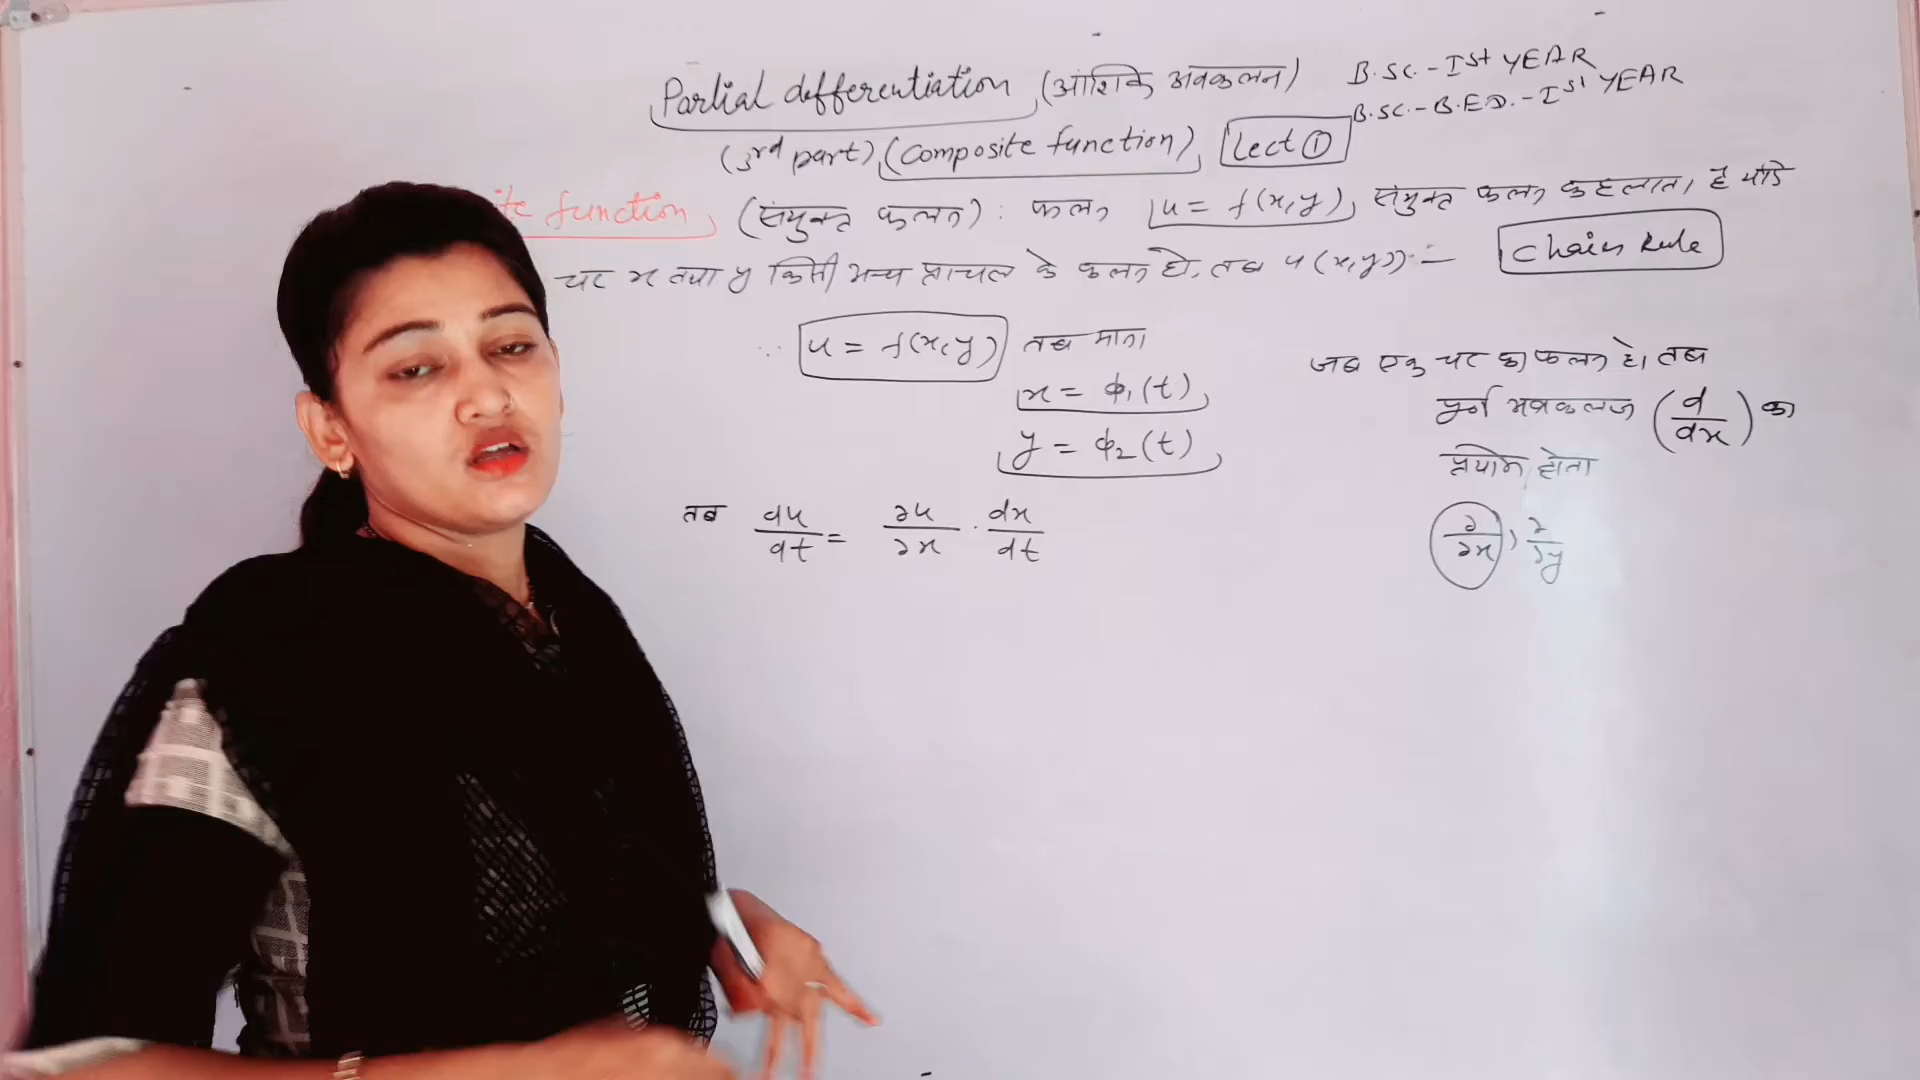 Partial differentiation (आंशिक अवकलन) B.Sc.-Ist YEAR
B.Sc.-B.ED.-Ist YEAR
(3rd part) (Composite function) Lect ①
ite function (संयुक्त फलन) : फलन u = f(x,y) संयुक्त फलन कहलाता है यदि
चर x तथा y किसी अन्य प्राचल के फलन हो, तब u(x,y) :- Chain Rule
∴ u = f(x,y) तब माना
x = ϕ₁(t)
y = ϕ₂(t)
तब du/dt = ∂u/∂x · dx/dt
जब एक चर का फलन हो तब
पूर्ण अवकलज (d/dx) का
प्रयोग होता
∂/∂x, ∂/∂y